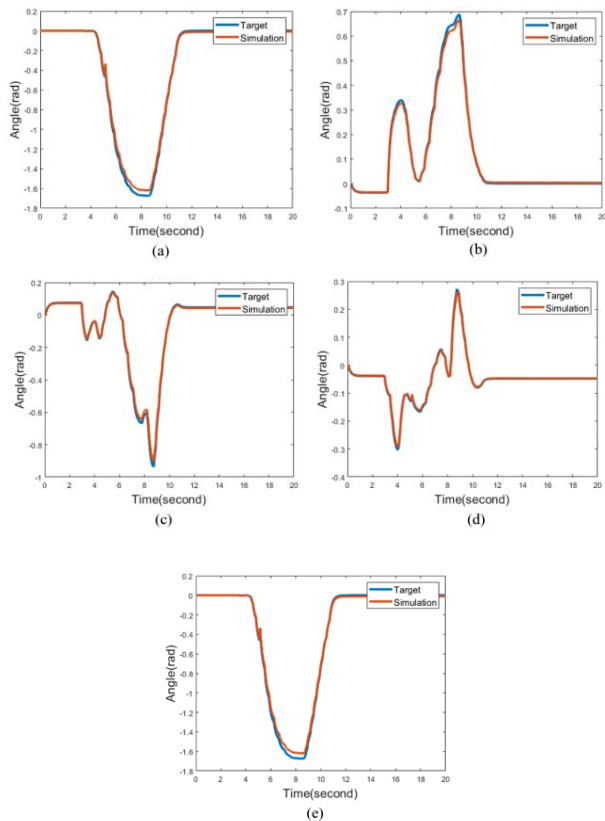 0.2
0
-0.2
-0.4
-0.6
-0.8
-1
-1.2
-1.4
-1.6
-1.8
Angle(rad)
Target
Simulation
0 2 4 6 8 10 12 14 16 18 20
Time(second)
(a)
0.7
0.6
0.5
0.4
0.3
0.2
0.1
0
-0.1
Angle(rad)
Target
Simulation
0 2 4 6 8 10 12 14 16 18 20
Time(second)
(b)
0.2
0
-0.2
-0.4
-0.6
-0.8
-1
Angle(rad)
Target
Simulation
0 2 4 6 8 10 12 14 16 18 20
Time(second)
(c)
0.3
0.2
0.1
0
-0.1
-0.2
-0.3
-0.4
Angle(rad)
Target
Simulation
0 2 4 6 8 10 12 14 16 18 20
Time(second)
(d)
0.2
0
-0.2
-0.4
-0.6
-0.8
-1
-1.2
-1.4
-1.6
-1.8
Angle(rad)
Target
Simulation
0 2 4 6 8 10 12 14 16 18 20
Time(second)
(e)